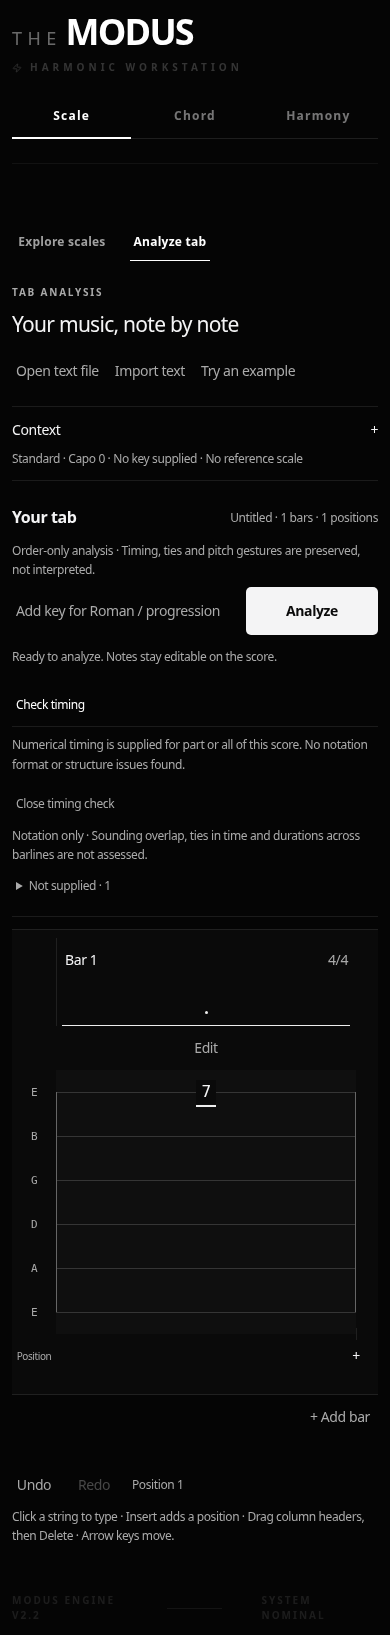 THE MODUS
HARMONIC WORKSTATION
Scale Chord Harmony
Explore scales Analyze tab
TAB ANALYSIS
Your music, note by note
Open text file Import text Try an example
Context +
Standard · Capo 0 · No key supplied · No reference scale
Your tab Untitled · 1 bars · 1 positions
Order-only analysis · Timing, ties and pitch gestures are preserved,
not interpreted.
Add key for Roman / progression Analyze
Ready to analyze. Notes stay editable on the score.
Check timing
Numerical timing is supplied for part or all of this score. No notation
format or structure issues found.
Close timing check
Notation only · Sounding overlap, ties in time and durations across
barlines are not assessed.
▶ Not supplied · 1
Bar 1 4/4
Edit
E 7
B
G
D
A
E
Position +
+ Add bar
Undo Redo Position 1
Click a string to type · Insert adds a position · Drag column headers,
then Delete · Arrow keys move.
MODUS ENGINE
V2.2
SYSTEM
NOMINAL